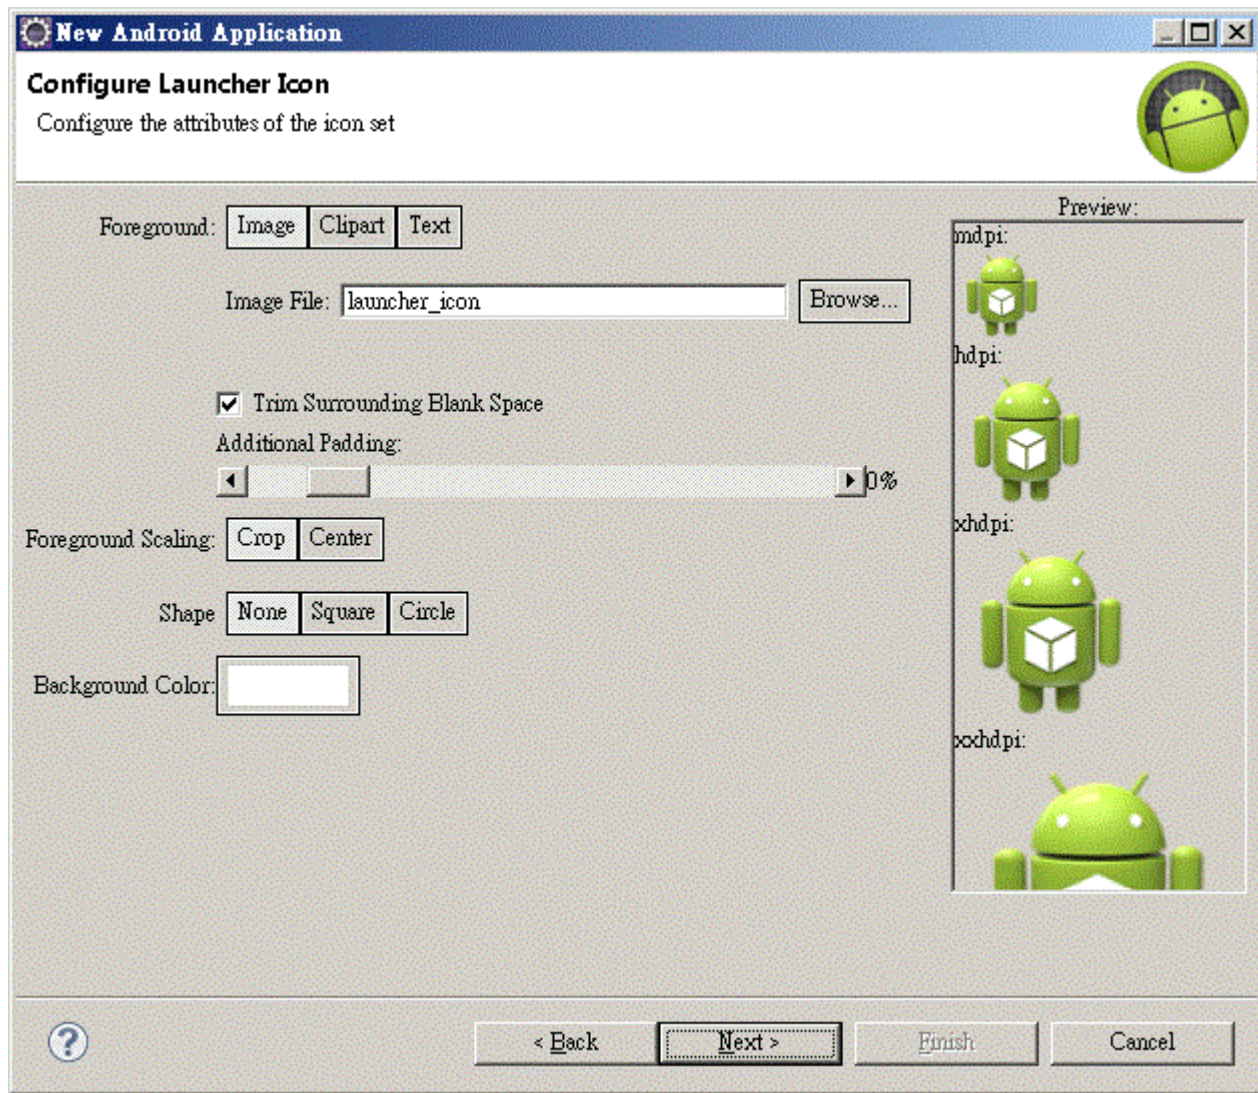 New Android Application
Configure Launcher Icon
Configure the attributes of the icon set
Foreground: Image Clipart Text
Image File: launcher_icon Browse...
Trim Surrounding Blank Space
Additional Padding:
0%
Foreground Scaling: Crop Center
Shape None Square Circle
Background Color:
Preview:
mdpi:
hdpi:
xhdpi:
xxhdpi:
? < Back Next > Finish Cancel